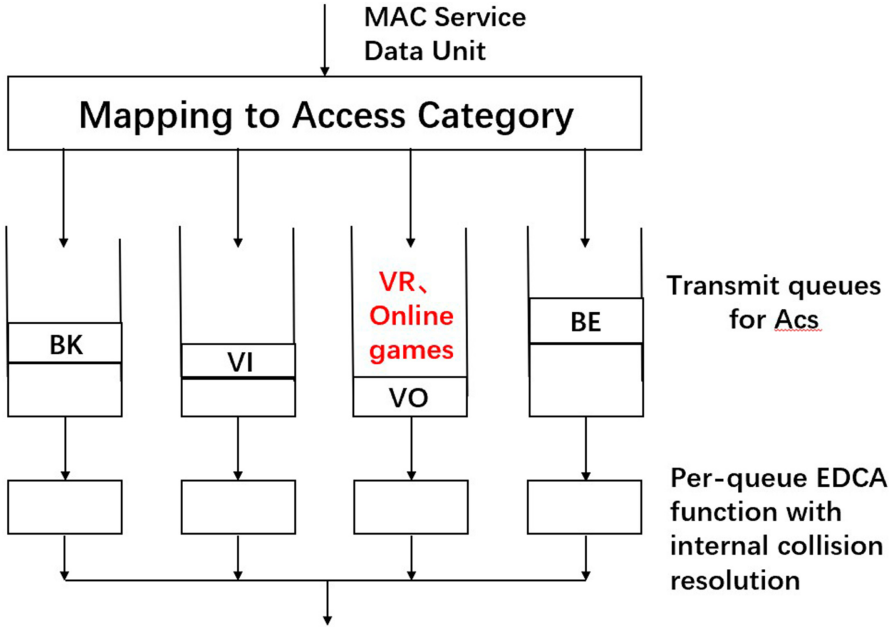 MAC Service
Data Unit
Mapping to Access Category
VR、
Online
games
BK
VI
VO
BE
Transmit queues
for Acs
Per-queue EDCA
function with
internal collision
resolution